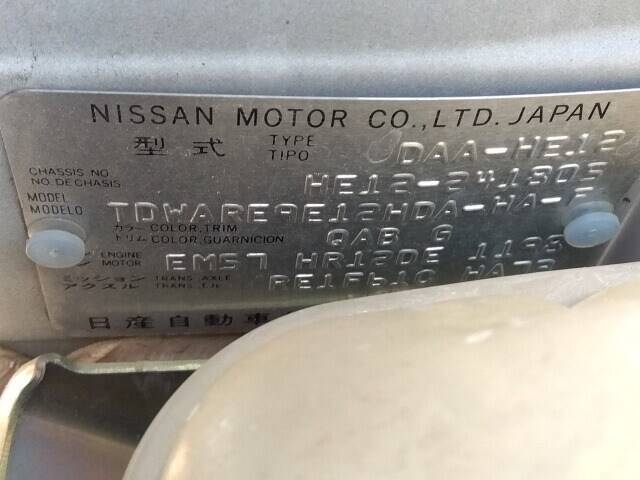 NISSAN MOTOR CO.,LTD. JAPAN
型式 TYPE TIPO DAA-HE12
CHASSIS NO. NO. DE CHASIS HE12-241803
MODEL MODELO TDWARE9E12HDA-HA-
カラー COLOR, TRIM トリム COLOR, GUARNICION QAB G
ENGINE MOTOR EM57 HR12DE
ミッション TRANS. アクスル TRANS. AXLE
日産自動車